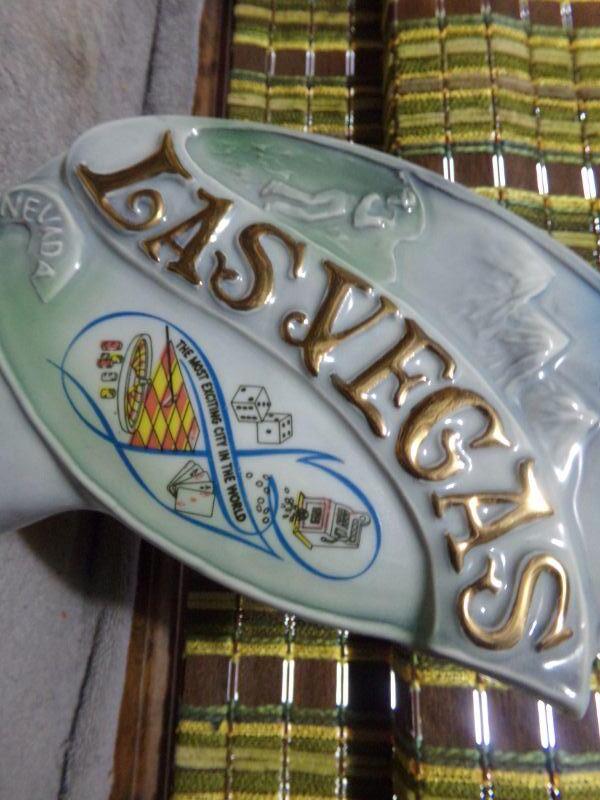 NEVADA
LAS VEGAS
THE MOST EXCITING CITY IN THE WORLD